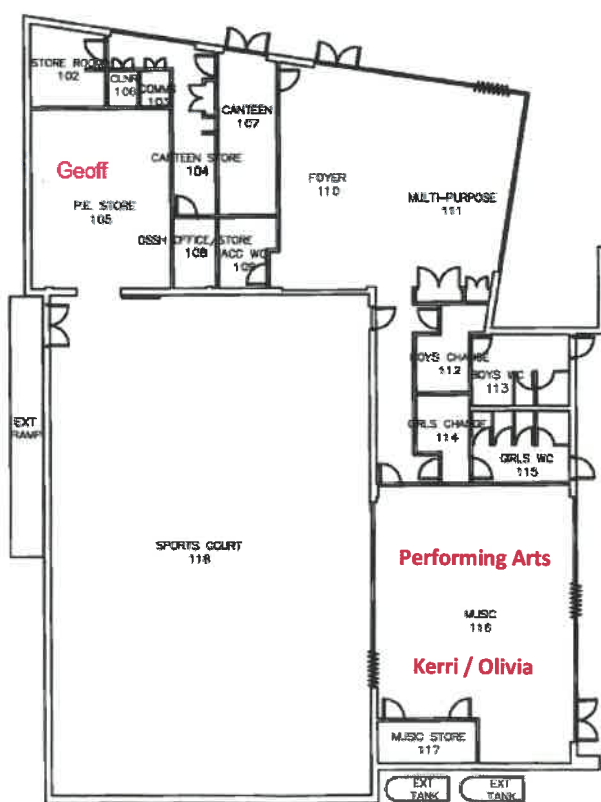 STORE ROOM
102
CLNR
106
COMMS
103
CANTEEN
107
Geoff
CANTEEN STORE
104
FOYER
110
MULTI-PURPOSE
111
P.E. STORE
105
OSSH OFFICE/STORE
108
ACC WC
109
BOYS CHANGE
112
BOYS WC
113
EXT
RAMP
GIRLS CHANGE
114
GIRLS WC
115
SPORTS COURT
118
Performing Arts
MUSIC
116
Kerri / Olivia
MUSIC STORE
117
EXT
TANK
EXT
TANK